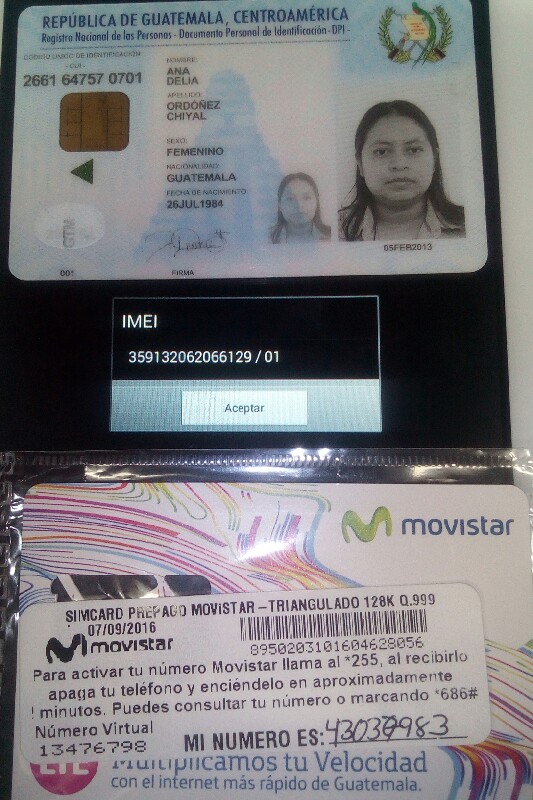 REPÚBLICA DE GUATEMALA, CENTROAMÉRICA
Registro Nacional de las Personas - Documento Personal de Identificación -DPI-
CÓDIGO ÚNICO DE IDENTIFICACIÓN
- CUI -
2661 64757 0701
NOMBRE:
ANA
DELIA
APELLIDO:
ORDÓÑEZ
CHIYAL
SEXO:
FEMENINO
NACIONALIDAD:
GUATEMALA
FECHA DE NACIMIENTO:
26JUL1984
GTM
05FEB2013
001
FIRMA
IMEI
359132062066129 / 01
Aceptar
movistar
SIMCARD PREPAGO MOVISTAR -TRIANGULADO 128K Q.999
07/09/2016
movistar
8950203101604628056
Para activar tu número Movistar llama al *255, al recibirlo
apaga tu teléfono y enciéndelo en aproximadamente
! minutos. Puedes consultar tu número o marcando *686#
Número Virtual
13476798
MI NUMERO ES: 43039983
LTE
Multiplicamos tu Velocidad
con el internet más rápido de Guatemala.